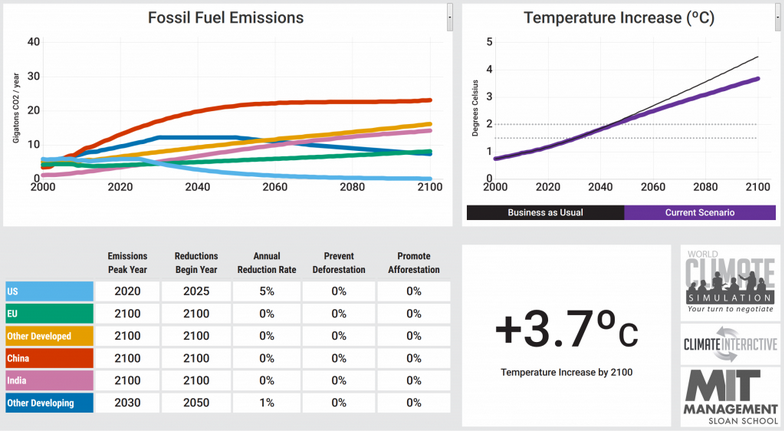 Fossil Fuel Emissions
Gigatons CO2 / year
40
30
20
10
0
2000 2020 2040 2060 2080 2100
Temperature Increase (ºC)
Degrees Celsius
5
4
3
2
1
0
2000 2020 2040 2060 2080 2100
Business as Usual Current Scenario
Emissions Peak Year Reductions Begin Year Annual Reduction Rate Prevent Deforestation Promote Afforestation
US 2020 2025 5% 0% 0%
EU 2100 2100 0% 0% 0%
Other Developed 2100 2100 0% 0% 0%
China 2100 2100 0% 0% 0%
India 2100 2100 0% 0% 0%
Other Developing 2030 2050 1% 0% 0%
+3.7ºC
Temperature Increase by 2100
WORLD
CLIMATE
SIMULATION
Your turn to negotiate
CLIMATE INTERACTIVE
MIT
MANAGEMENT
SLOAN SCHOOL